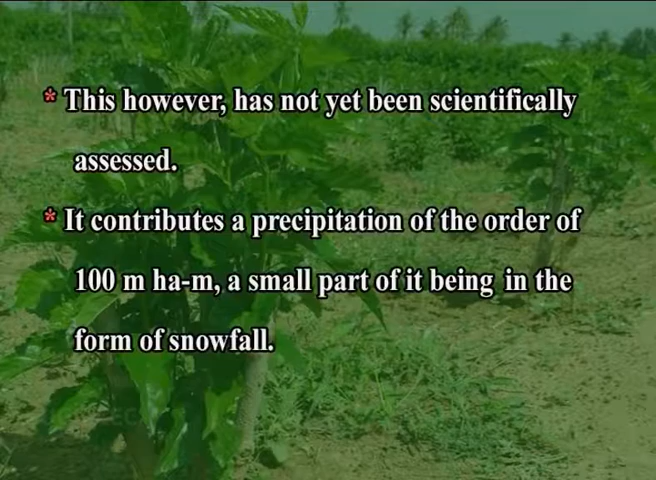 * This however, has not yet been scientifically
assessed.
* It contributes a precipitation of the order of
100 m ha-m, a small part of it being in the
form of snowfall.